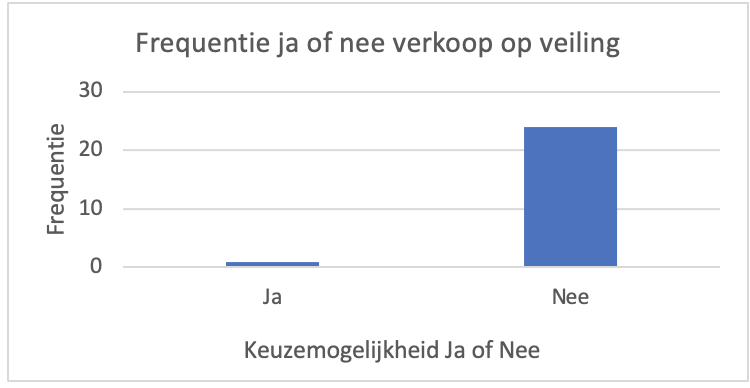 Frequentie ja of nee verkoop op veiling
30
20
10
0
Frequentie
Ja
Nee
Keuzemogelijkheid Ja of Nee